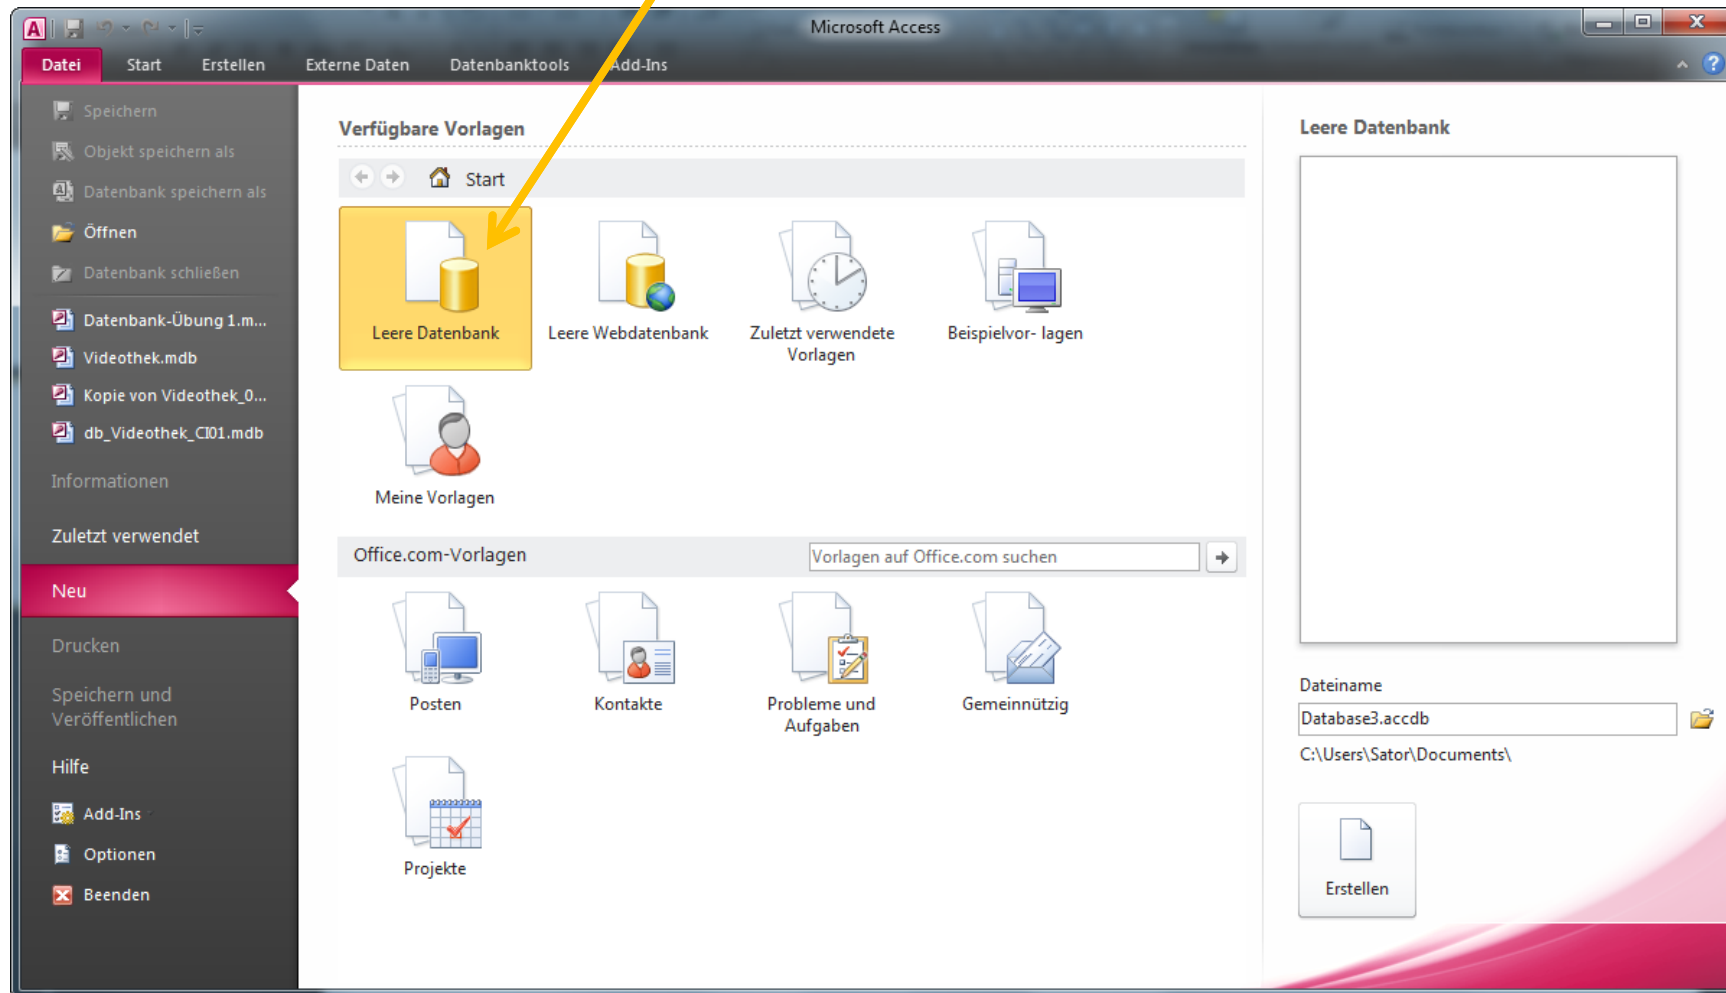 Microsoft Access
Datei Start Erstellen Externe Daten Datenbanktools Add-Ins
Speichern
Objekt speichern als
Datenbank speichern als
Öffnen
Datenbank schließen
Datenbank-Übung 1.m...
Videothek.mdb
Kopie von Videothek_0...
db_Videothek_CI01.mdb
Informationen
Zuletzt verwendet
Neu
Drucken
Speichern und
Veröffentlichen
Hilfe
Add-Ins
Optionen
Beenden
Verfügbare Vorlagen
Start
Leere Datenbank
Leere Webdatenbank
Zuletzt verwendete
Vorlagen
Beispielvor- lagen
Meine Vorlagen
Office.com-Vorlagen
Vorlagen auf Office.com suchen
Posten
Kontakte
Probleme und
Aufgaben
Gemeinnützig
Projekte
Leere Datenbank
Dateiname
Database3.accdb
C:\Users\Sator\Documents\
Erstellen